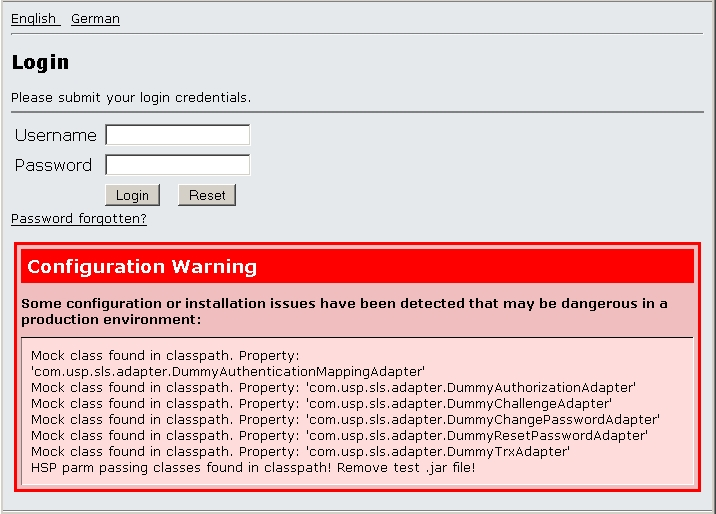 English German
Login
Please submit your login credentials.
Username
Password
Login Reset
Password forgotten?
Configuration Warning
Some configuration or installation issues have been detected that may be dangerous in a
production environment:
Mock class found in classpath. Property:
'com.usp.sls.adapter.DummyAuthenticationMappingAdapter'
Mock class found in classpath. Property: 'com.usp.sls.adapter.DummyAuthorizationAdapter'
Mock class found in classpath. Property: 'com.usp.sls.adapter.DummyChallengeAdapter'
Mock class found in classpath. Property: 'com.usp.sls.adapter.DummyChangePasswordAdapter'
Mock class found in classpath. Property: 'com.usp.sls.adapter.DummyResetPasswordAdapter'
Mock class found in classpath. Property: 'com.usp.sls.adapter.DummyTrxAdapter'
HSP parm passing classes found in classpath! Remove test .jar file!